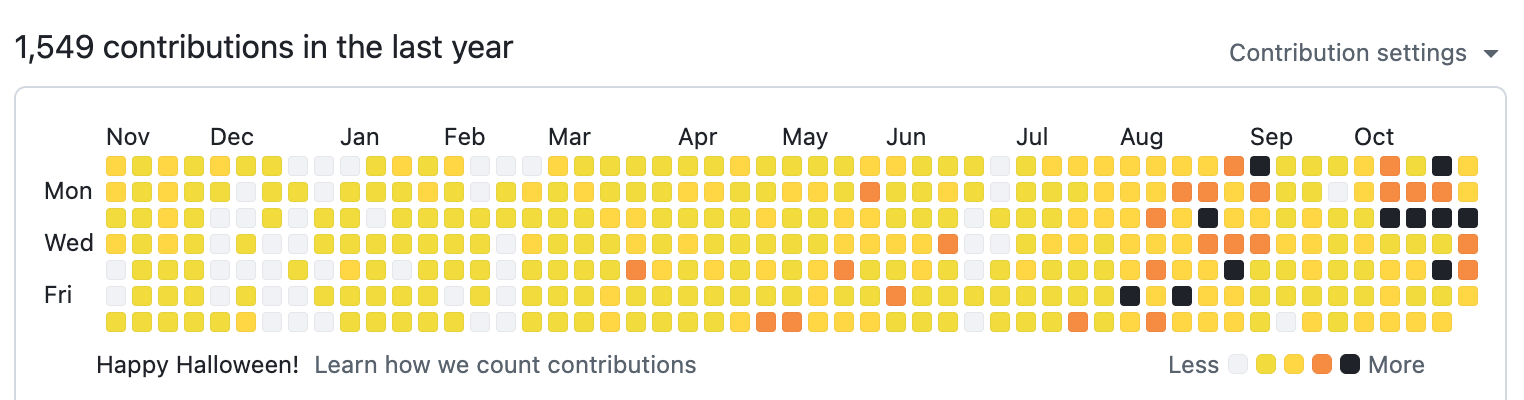 1,549 contributions in the last year
Contribution settings
Nov Dec Jan Feb Mar Apr May Jun Jul Aug Sep Oct
Mon
Wed
Fri
Happy Halloween! Learn how we count contributions
Less More